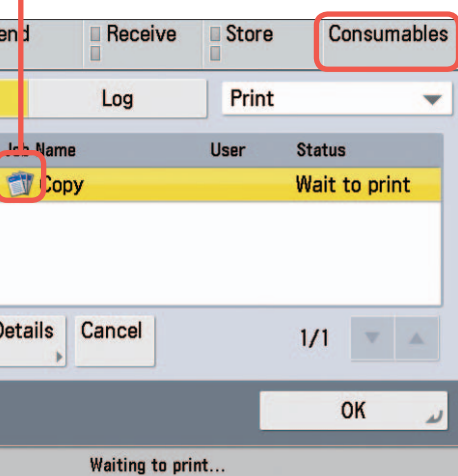 end Receive Store Consumables
Log Print
Job Name User Status
Copy Wait to print
Details Cancel 1/1
OK
Waiting to print...